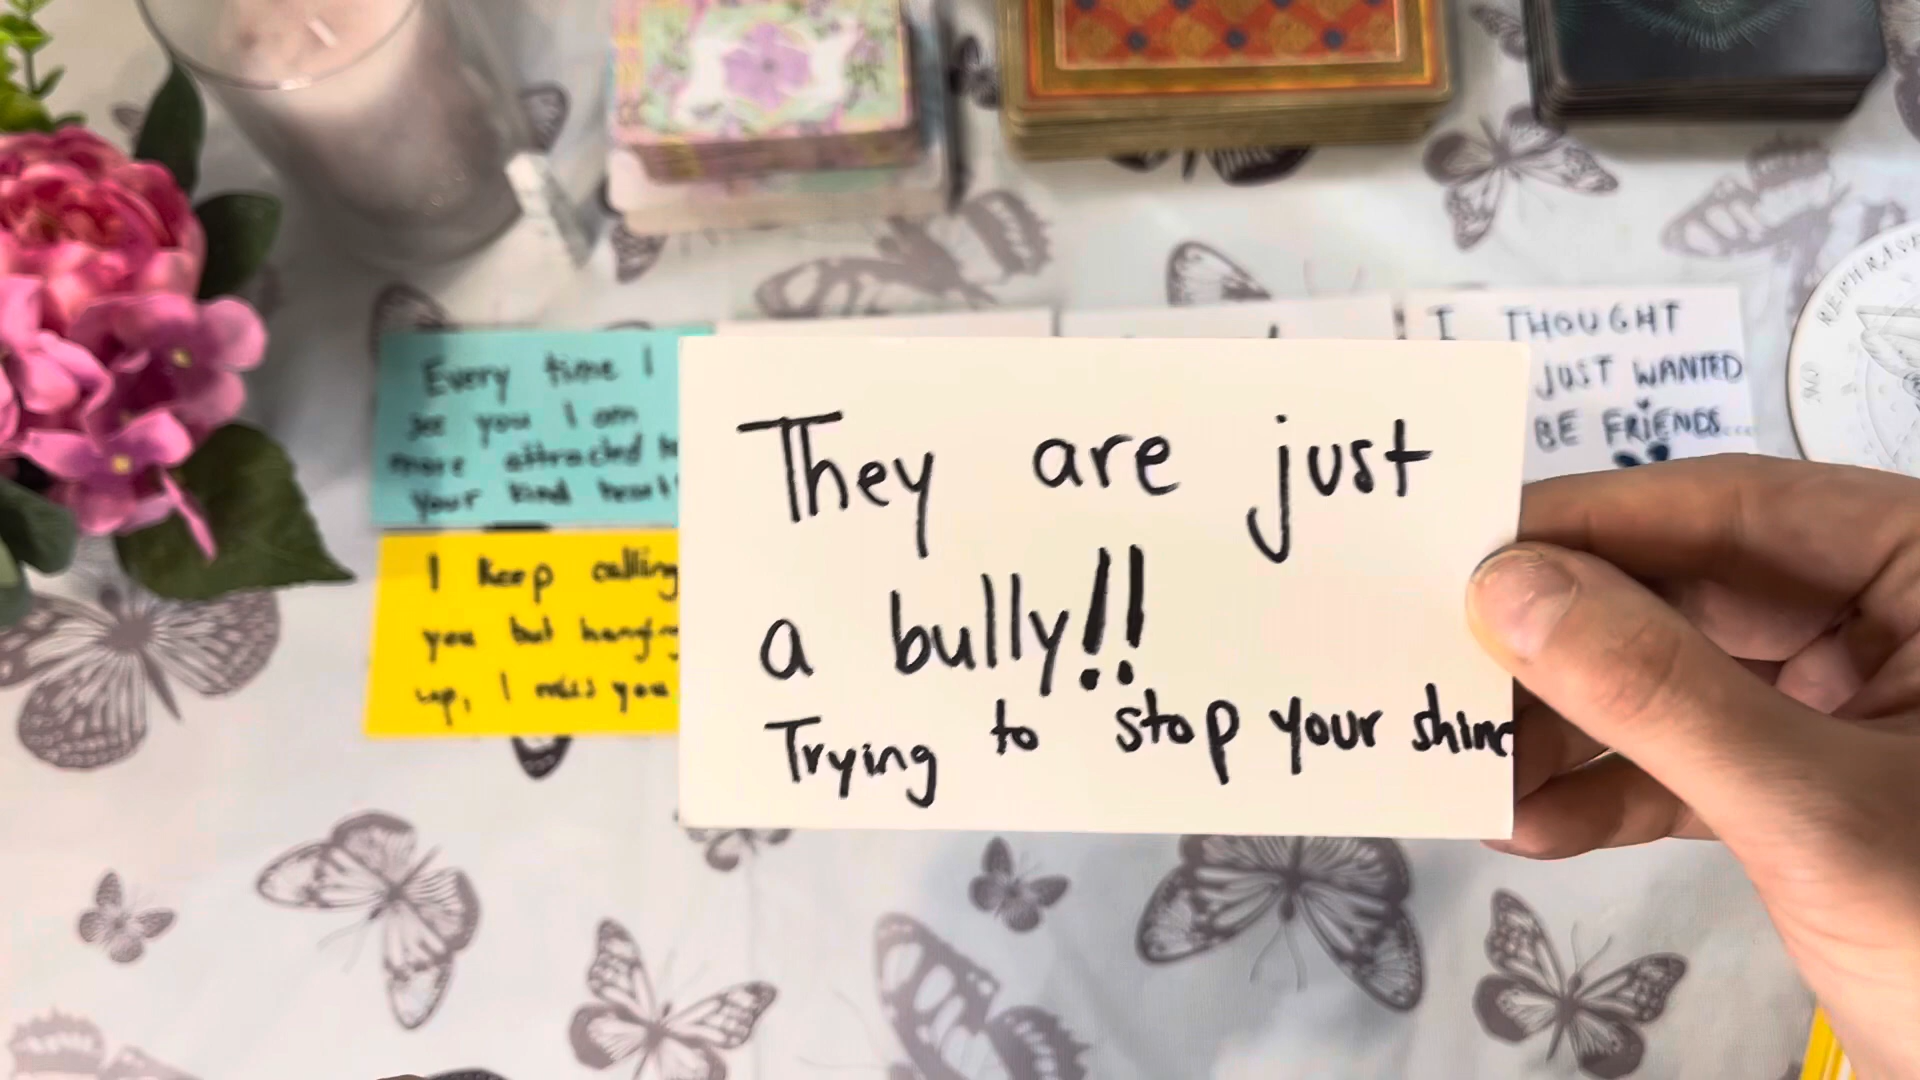 Every time I
see you I am
more attracted to
your kind heart
I keep calling
you but hanging
up, I miss you
They are just
a bully!!
Trying to stop your shine
I THOUGHT
JUST WANTED
BE FRIENDS...